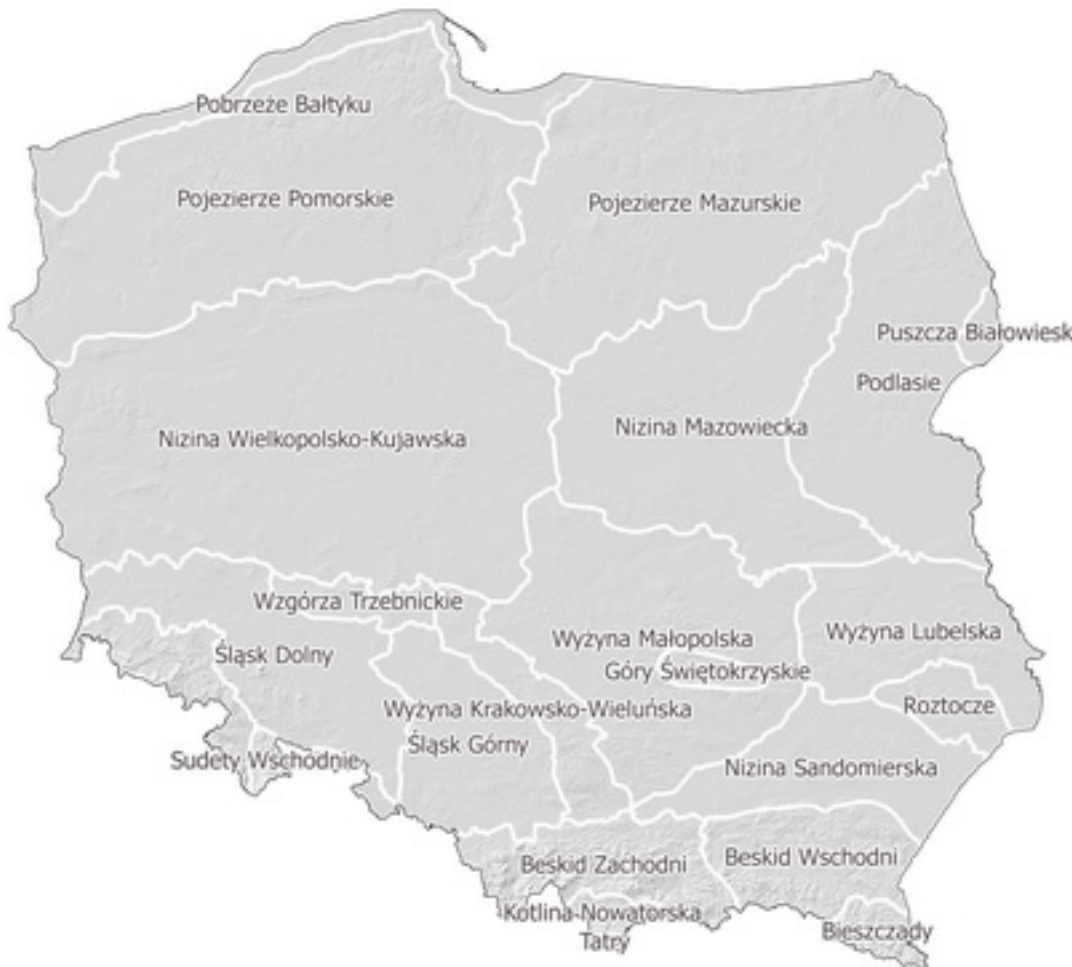 Pobrzeże Bałtyku
Pojezierze Pomorskie
Pojezierze Mazurskie
Puszcza Białowiesk
Podlasie
Nizina Wielkopolsko-Kujawska
Nizina Mazowiecka
Wzgórza Trzebnickie
Wyżyna Małopolska
Wyżyna Lubelska
Śląsk Dolny
Góry Świętokrzyskie
Roztocze
Wyżyna Krakowsko-Wieluńska
Śląsk Górny
Sudety Wschodnie
Nizina Sandomierska
Beskid Zachodni
Beskid Wschodni
Kotlina Nowatorska
Bieszczady
Tatry